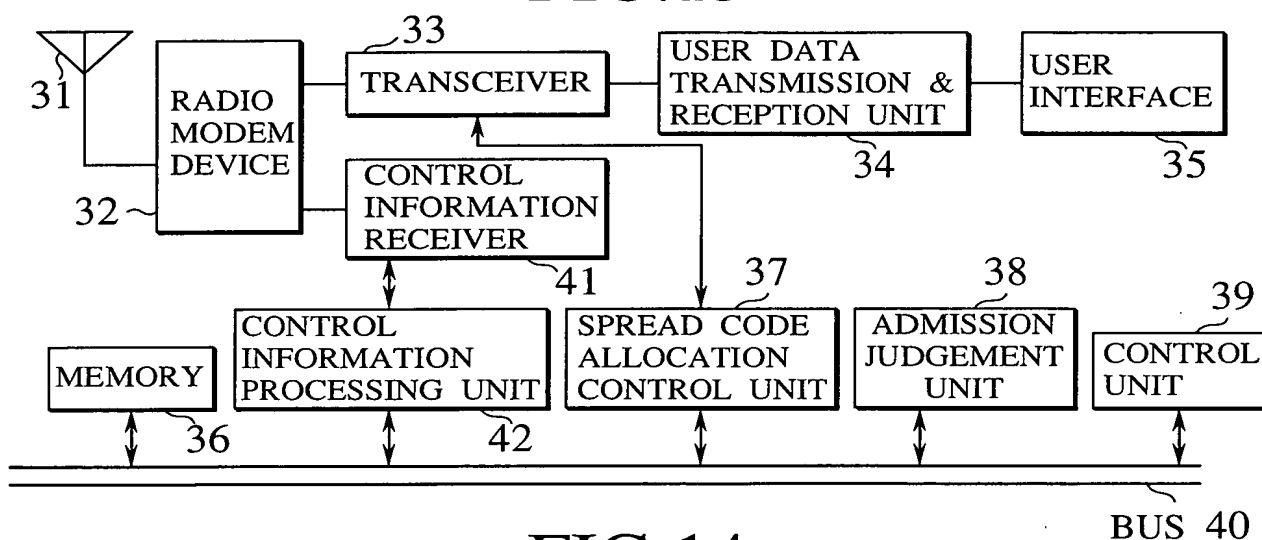 33
31
RADIO
MODEM
DEVICE
32
TRANSCEIVER
USER DATA
TRANSMISSION &
RECEPTION UNIT
34
USER
INTERFACE
35
CONTROL
INFORMATION
RECEIVER
41
MEMORY
36
CONTROL
INFORMATION
PROCESSING UNIT
42
37
SPREAD CODE
ALLOCATION
CONTROL UNIT
38
ADMISSION
JUDGEMENT
UNIT
39
CONTROL
UNIT
BUS 40